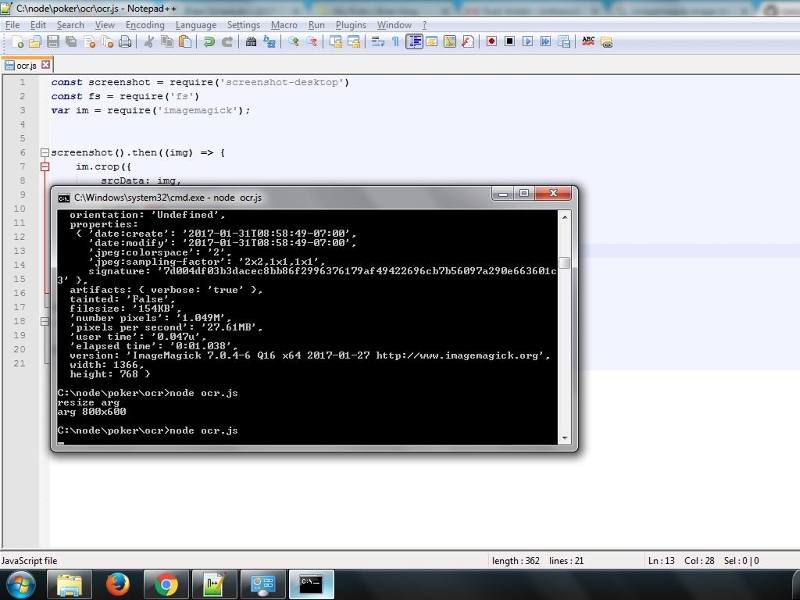 C:\node\poker\ocr\ocr.js - Notepad++
File Edit Search View Encoding Language Settings Macro Run Plugins Window ?
ocr.js
1 const screenshot = require('screenshot-desktop')
2 const fs = require('fs')
3 var im = require('imagemagick');
4
5
6 screenshot().then((img) => {
7 im.crop({
8 srcData: img,
9
10
11
12
13
14
15
16
17
18
19
20
21
C:\Windows\system32\cmd.exe - node ocr.js
orientation: 'Undefined',
properties:
{ 'date:create': '2017-01-31T08:58:49-07:00',
'date:modify': '2017-01-31T08:58:49-07:00',
'jpeg:colorspace': '2',
'jpeg:sampling-factor': '2x2,1x1,1x1',
signature: '7d004df03b3dacec8bb86f2996376179af49422696cb7b56097a290e663601c
3' },
artifacts: { verbose: 'true' },
tainted: 'False',
filesize: '154KB',
'number pixels': '1.049M',
'pixels per second': '27.61MB',
'user time': '0.047u',
'elapsed time': '0:01.038',
version: 'ImageMagick 7.0.4-6 Q16 x64 2017-01-27 http://www.imagemagick.org',
width: 1366,
height: 768 }
C:\node\poker\ocr>node ocr.js
resize arg
arg 800x600
C:\node\poker\ocr>node ocr.js
JavaScript file length : 362 lines : 21 Ln : 13 Col : 28 Sel : 0 | 0